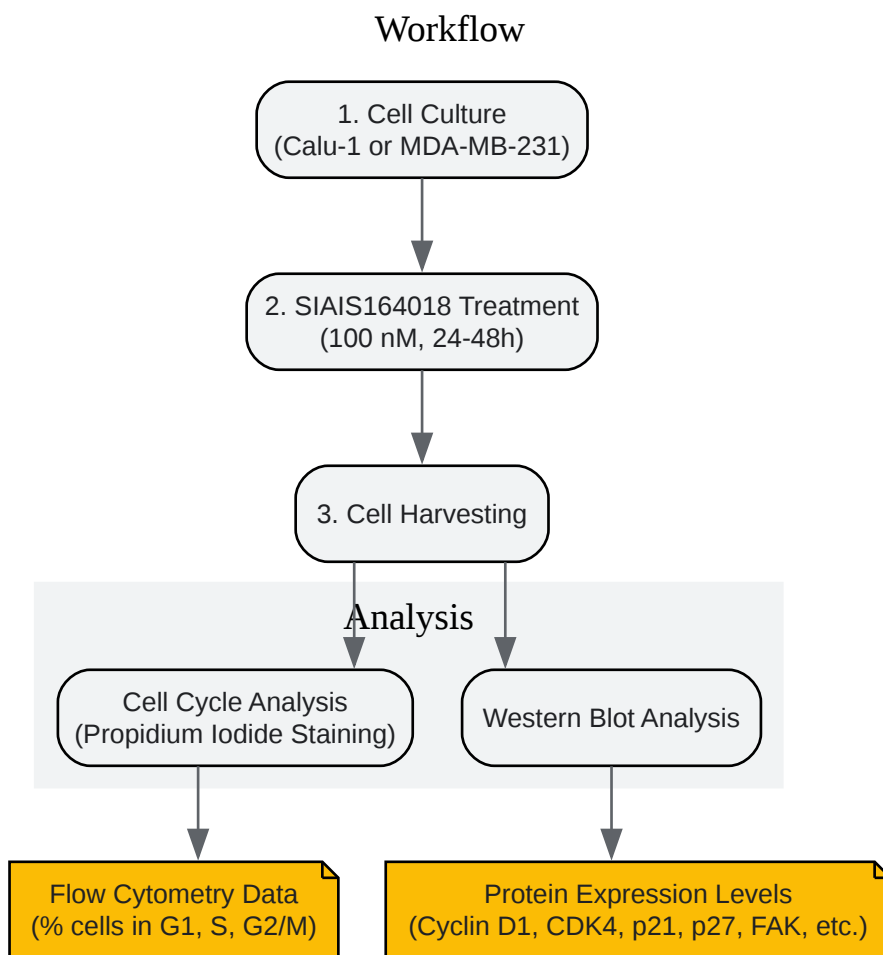 Workflow
1. Cell Culture
(Calu-1 or MDA-MB-231)
2. SIAIS164018 Treatment
(100 nM, 24-48h)
3. Cell Harvesting
Analysis
Cell Cycle Analysis
(Propidium Iodide Staining)
Western Blot Analysis
Flow Cytometry Data
(% cells in G1, S, G2/M)
Protein Expression Levels
(Cyclin D1, CDK4, p21, p27, FAK, etc.)